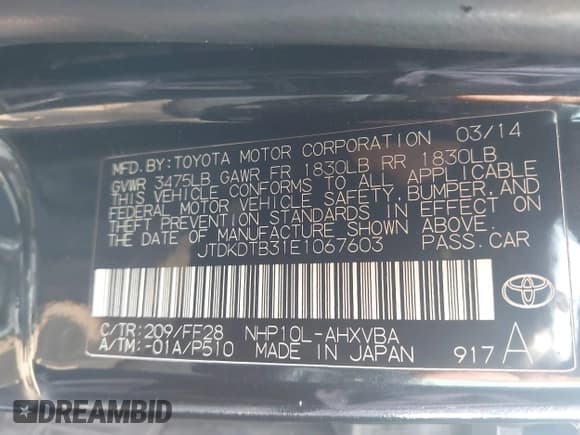 MFD. BY: TOYOTA MOTOR CORPORATION 03/14
GVWR 3475LB GAWR FR 1830LB RR 1830LB
THIS VEHICLE CONFORMS TO ALL APPLICABLE
FEDERAL MOTOR VEHICLE SAFETY, BUMPER, AND
THEFT PREVENTION STANDARDS IN EFFECT ON
THE DATE OF MANUFACTURE SHOWN ABOVE.
JTDKDTB31E1067603 PASS. CAR
C/TR: 209/FF28 NHP10L-AHXVBA
A/TM: -01A/P510 MADE IN JAPAN 917 A
DREAMBID